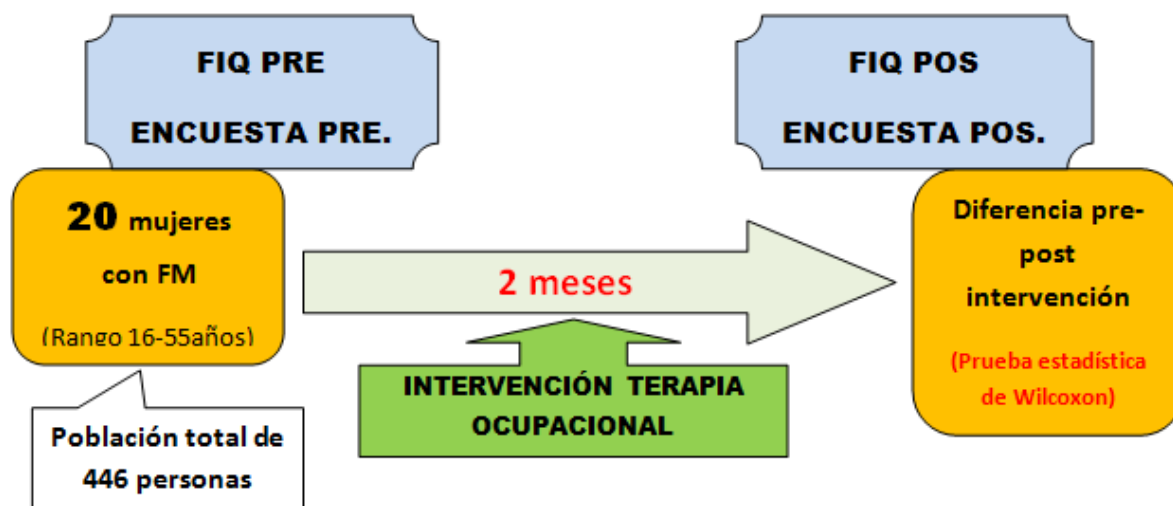 FIQ PRE
ENCUESTA PRE.
FIQ POS
ENCUESTA POS.
20 mujeres
con FM
(Rango 16-55años)
2 meses
Diferencia pre-
post
intervención
(Prueba estadística
de Wilcoxon)
INTERVENCIÓN TERAPIA
OCUPACIONAL
Población total de
446 personas